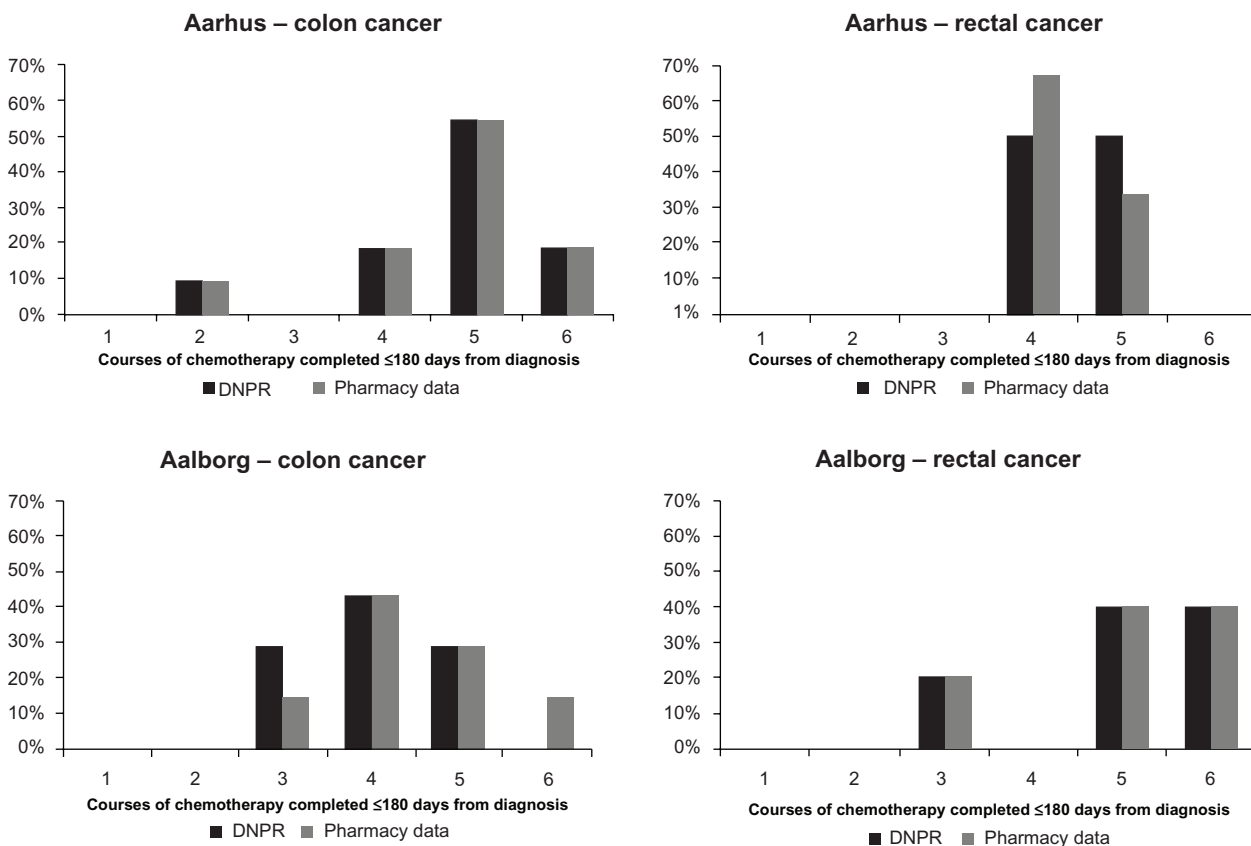 Aarhus – colon cancer
70%
60%
50%
40%
30%
20%
10%
0%
1 2 3 4 5 6
Courses of chemotherapy completed ≤180 days from diagnosis
DNPR Pharmacy data
Aarhus – rectal cancer
70%
60%
50%
40%
30%
20%
10%
1%
1 2 3 4 5 6
Courses of chemotherapy completed ≤180 days from diagnosis
DNPR Pharmacy data
Aalborg – colon cancer
70%
60%
50%
40%
30%
20%
10%
0%
1 2 3 4 5 6
Courses of chemotherapy completed ≤180 days from diagnosis
DNPR Pharmacy data
Aalborg – rectal cancer
70%
60%
50%
40%
30%
20%
10%
0%
1 2 3 4 5 6
Courses of chemotherapy completed ≤180 days from diagnosis
DNPR Pharmacy data